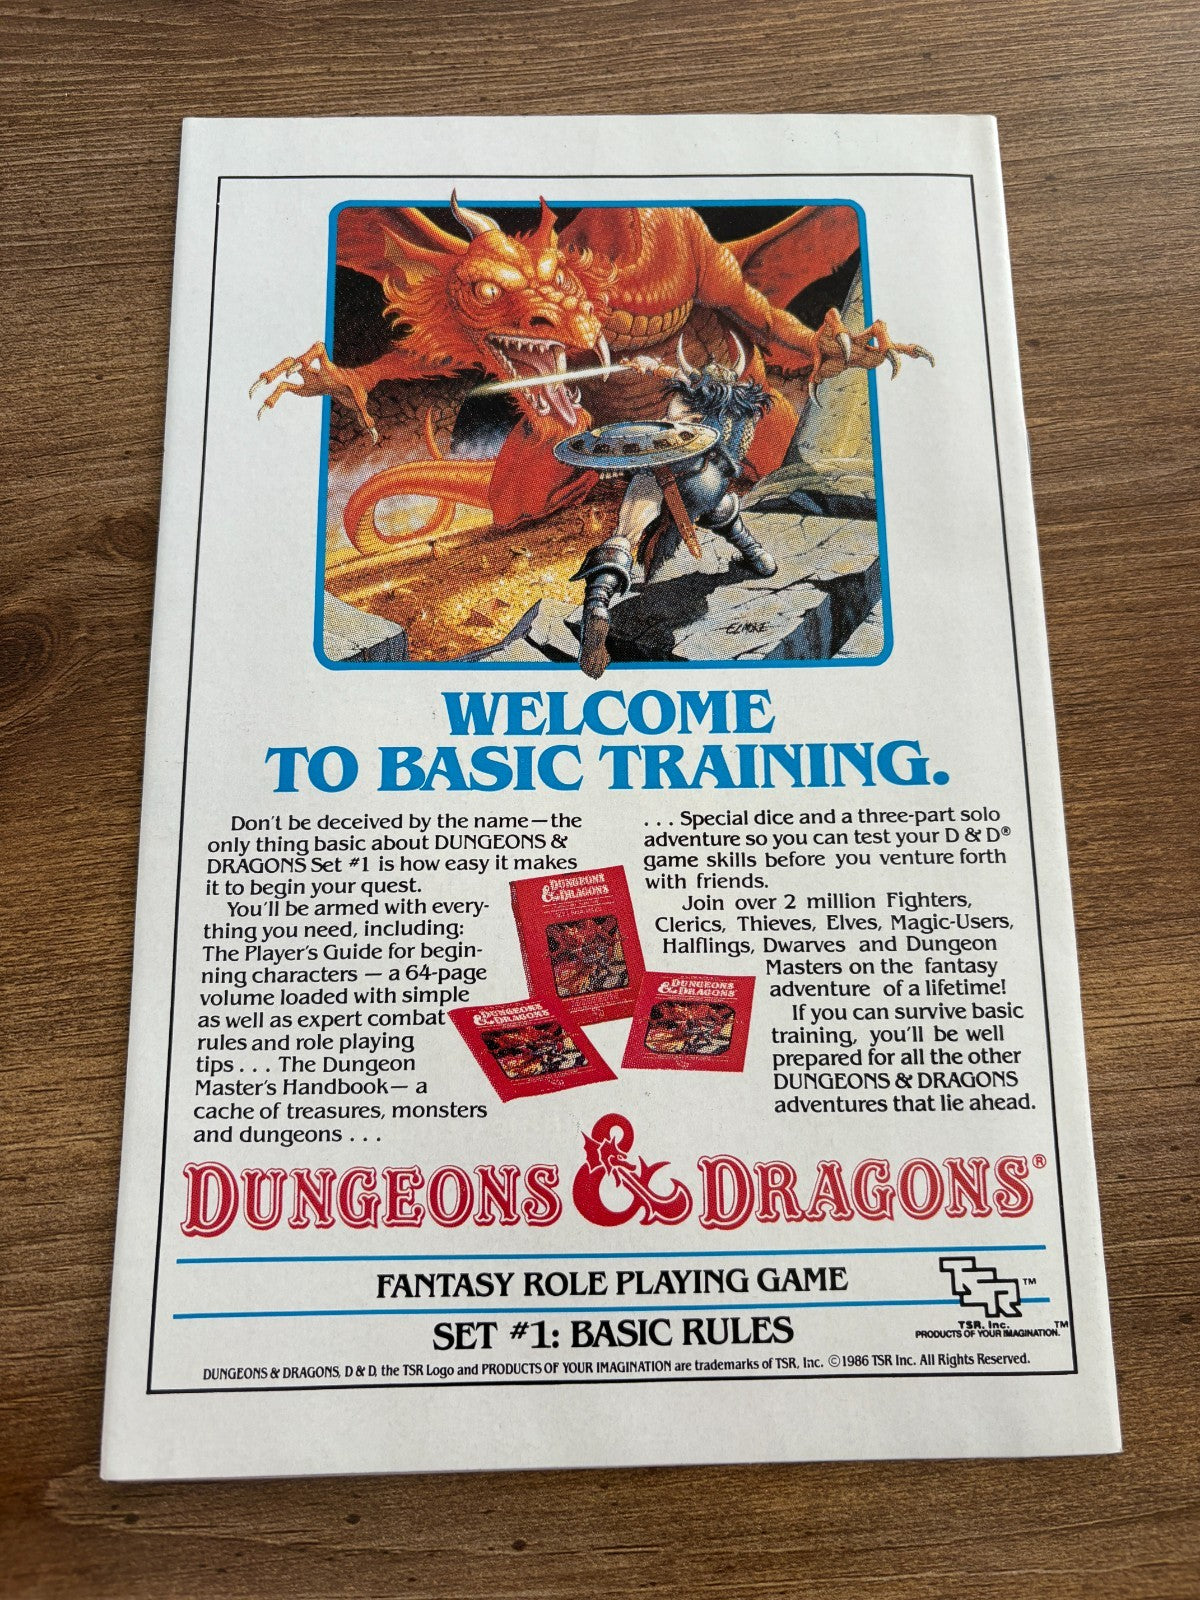 ELMORE
WELCOME
TO BASIC TRAINING.
Don't be deceived by the name—the
only thing basic about DUNGEONS &
DRAGONS Set #1 is how easy it makes
it to begin your quest.
You'll be armed with every-
thing you need, including:
The Player's Guide for begin-
ning characters — a 64-page
volume loaded with simple
as well as expert combat
rules and role playing
tips . . . The Dungeon
Master's Handbook— a
cache of treasures, monsters
and dungeons . . .
. . . Special dice and a three-part solo
adventure so you can test your D & D®
game skills before you venture forth
with friends.
Join over 2 million Fighters,
Clerics, Thieves, Elves, Magic-Users,
Halflings, Dwarves and Dungeon
Masters on the fantasy
adventure of a lifetime!
If you can survive basic
training, you'll be well
prepared for all the other
DUNGEONS & DRAGONS
adventures that lie ahead.
DUNGEONS
& DRAGONS
DUNGEONS
& DRAGONS
DUNGEONS
& DRAGONS
DUNGEONS & DRAGONS®
FANTASY ROLE PLAYING GAME
SET #1: BASIC RULES
TSR™
TSR, Inc.
PRODUCTS OF YOUR IMAGINATION.™
DUNGEONS & DRAGONS, D & D, the TSR Logo and PRODUCTS OF YOUR IMAGINATION are trademarks of TSR, Inc. ©1986 TSR Inc. All Rights Reserved.